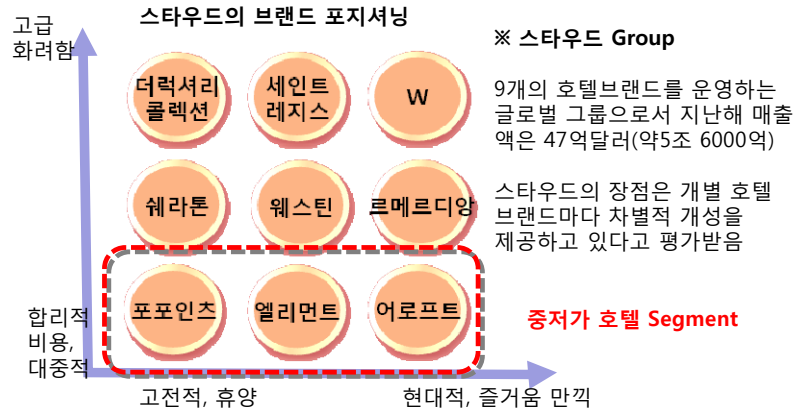 스타우드의 브랜드 포지셔닝
고급
화려함
더럭셔리
콜렉션
세인트
레지스
W
쉐라톤
웨스틴
르메르디앙
포포인츠
엘리먼트
어로프트
합리적
비용,
대중적
고전적, 휴양
현대적, 즐거움 만끽
※ 스타우드 Group
9개의 호텔브랜드를 운영하는
글로벌 그룹으로서 지난해 매출
액은 47억달러(약5조 6000억)
스타우드의 장점은 개별 호텔
브랜드마다 차별적 개성을
제공하고 있다고 평가받음
중저가 호텔 Segment